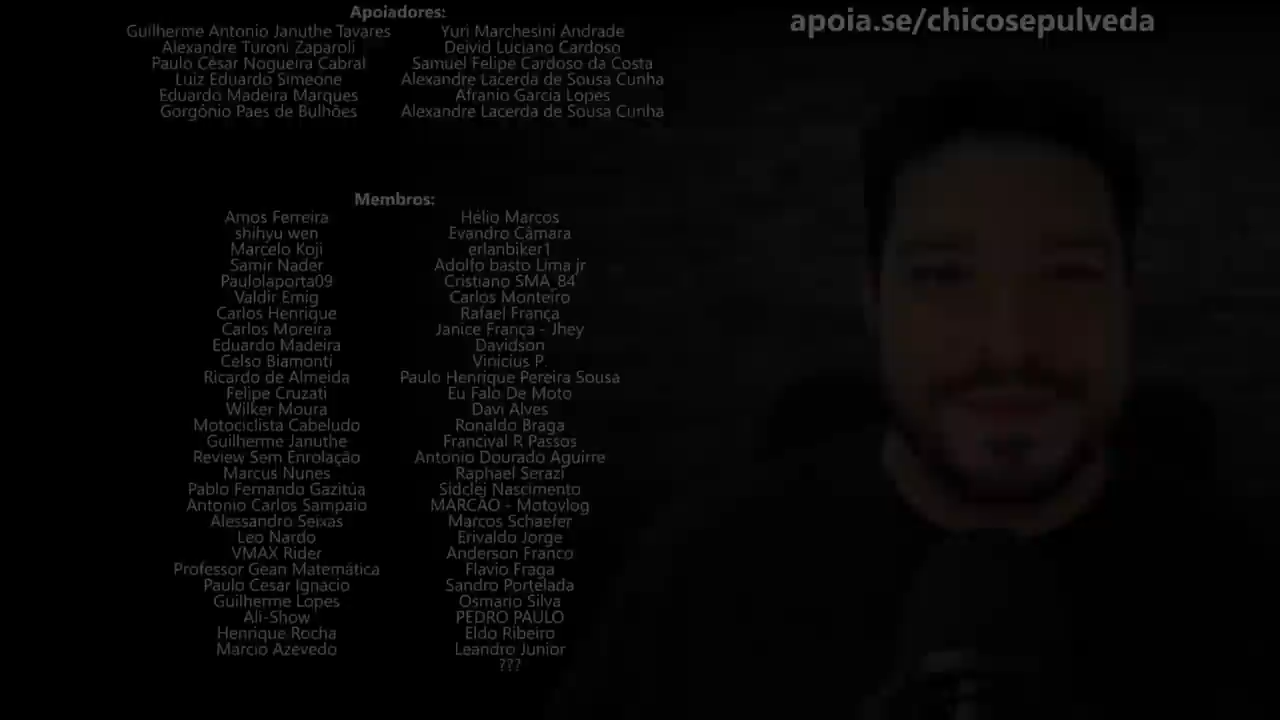 Apoiadores:
apoia.se/chicosepulveda
Guilherme Antonio Januthe Tavares
Alexandre Turoni Zaparoli
Paulo César Nogueira Cabral
Luiz Eduardo Simeone
Eduardo Madeira Marques
Gorgônio Paes de Bulhões
Yuri Marchesini Andrade
Deivid Luciano Cardoso
Samuel Felipe Cardoso da Costa
Alexandre Lacerda de Sousa Cunha
Afranio Garcia Lopes
Alexandre Lacerda de Sousa Cunha
Membros:
Amos Ferreira
shihyu wen
Marcelo Koji
Samir Nader
Paulolaporta09
Valdir Emig
Carlos Henrique
Carlos Moreira
Eduardo Madeira
Celso Biamonti
Ricardo de Almeida
Felipe Cruzati
Wilker Moura
Motociclista Cabeludo
Guilherme Januthe
Review Sem Enrolação
Marcus Nunes
Pablo Fernando Gazitúa
Antonio Carlos Sampaio
Alessandro Seixas
Leo Nardo
VMAX Rider
Professor Gean Matemática
Paulo Cesar Ignacio
Guilherme Lopes
Ali-Show
Henrique Rocha
Marcio Azevedo
Hélio Marcos
Evandro Câmara
erlanbiker1
Adolfo basto Lima jr
Cristiano SMA_84
Carlos Monteiro
Rafael França
Janice França - Jhey
Davidson
Vinicius P.
Paulo Henrique Pereira Sousa
Eu Falo De Moto
Davi Alves
Ronaldo Braga
Francival R Passos
Antonio Dourado Aguirre
Raphael Serazi
Sidclej Nascimento
MARCÃO - Motovlog
Marcos Schaefer
Erivaldo Jorge
Anderson Franco
Flavio Fraga
Sandro Portelada
Osmario Silva
PEDRO PAULO
Eldo Ribeiro
Leandro Junior
???